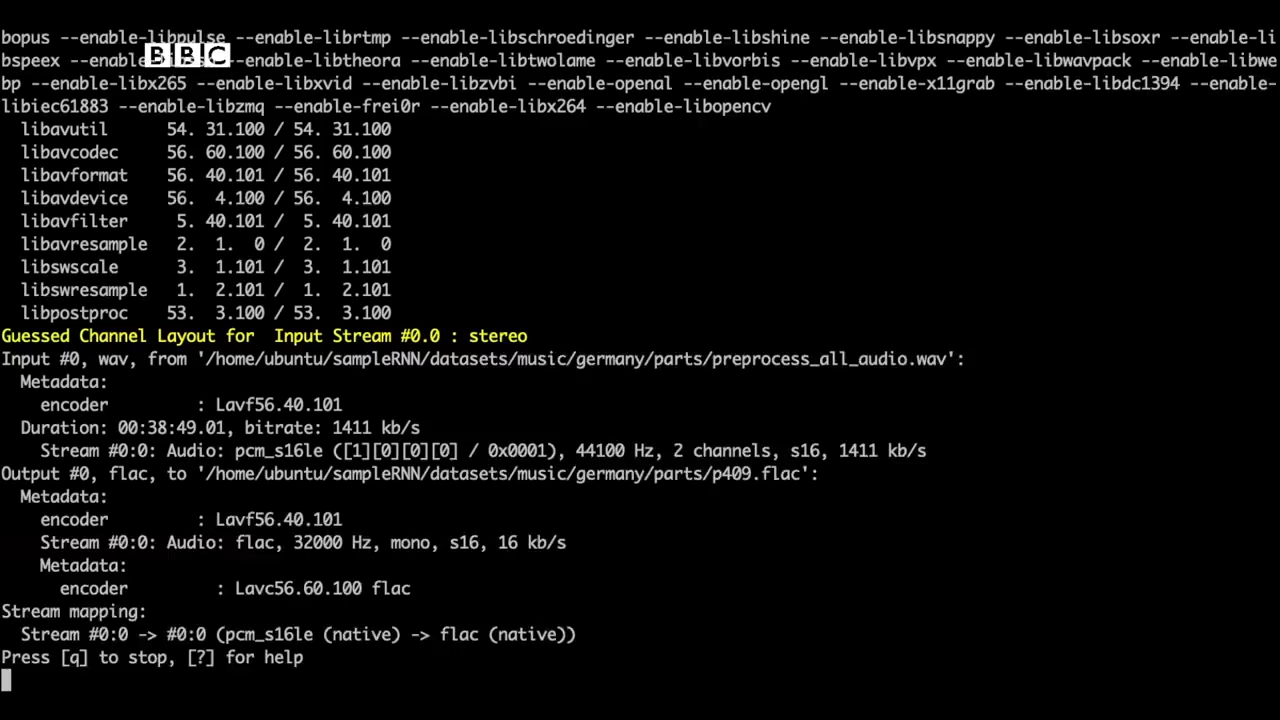 bopus --enable-libpulse --enable-librtmp --enable-libschroedinger --enable-libshine --enable-libsnappy --enable-libsoxr --enable-li
BBC
bspeex --enable- --enable-libtheora --enable-libtwolame --enable-libvorbis --enable-libvpx --enable-libwavpack --enable-libwe
bp --enable-libx265 --enable-libxvid --enable-libzvbi --enable-openal --enable-opengl --enable-x11grab --enable-libdc1394 --enable-
libiec61883 --enable-libzmq --enable-frei0r --enable-libx264 --enable-libopencv
libavutil 54. 31.100 / 54. 31.100
libavcodec 56. 60.100 / 56. 60.100
libavformat 56. 40.101 / 56. 40.101
libavdevice 56. 4.100 / 56. 4.100
libavfilter 5. 40.101 / 5. 40.101
libavresample 2. 1. 0 / 2. 1. 0
libswscale 3. 1.101 / 3. 1.101
libswresample 1. 2.101 / 1. 2.101
libpostproc 53. 3.100 / 53. 3.100
Guessed Channel Layout for Input Stream #0.0 : stereo
Input #0, wav, from '/home/ubuntu/sampleRNN/datasets/music/germany/parts/preprocess_all_audio.wav':
Metadata:
encoder : Lavf56.40.101
Duration: 00:38:49.01, bitrate: 1411 kb/s
Stream #0:0: Audio: pcm_s16le ([1][0][0][0] / 0x0001), 44100 Hz, 2 channels, s16, 1411 kb/s
Output #0, flac, to '/home/ubuntu/sampleRNN/datasets/music/germany/parts/p409.flac':
Metadata:
encoder : Lavf56.40.101
Stream #0:0: Audio: flac, 32000 Hz, mono, s16, 16 kb/s
Metadata:
encoder : Lavc56.60.100 flac
Stream mapping:
Stream #0:0 -> #0:0 (pcm_s16le (native) -> flac (native))
Press [q] to stop, [?] for help